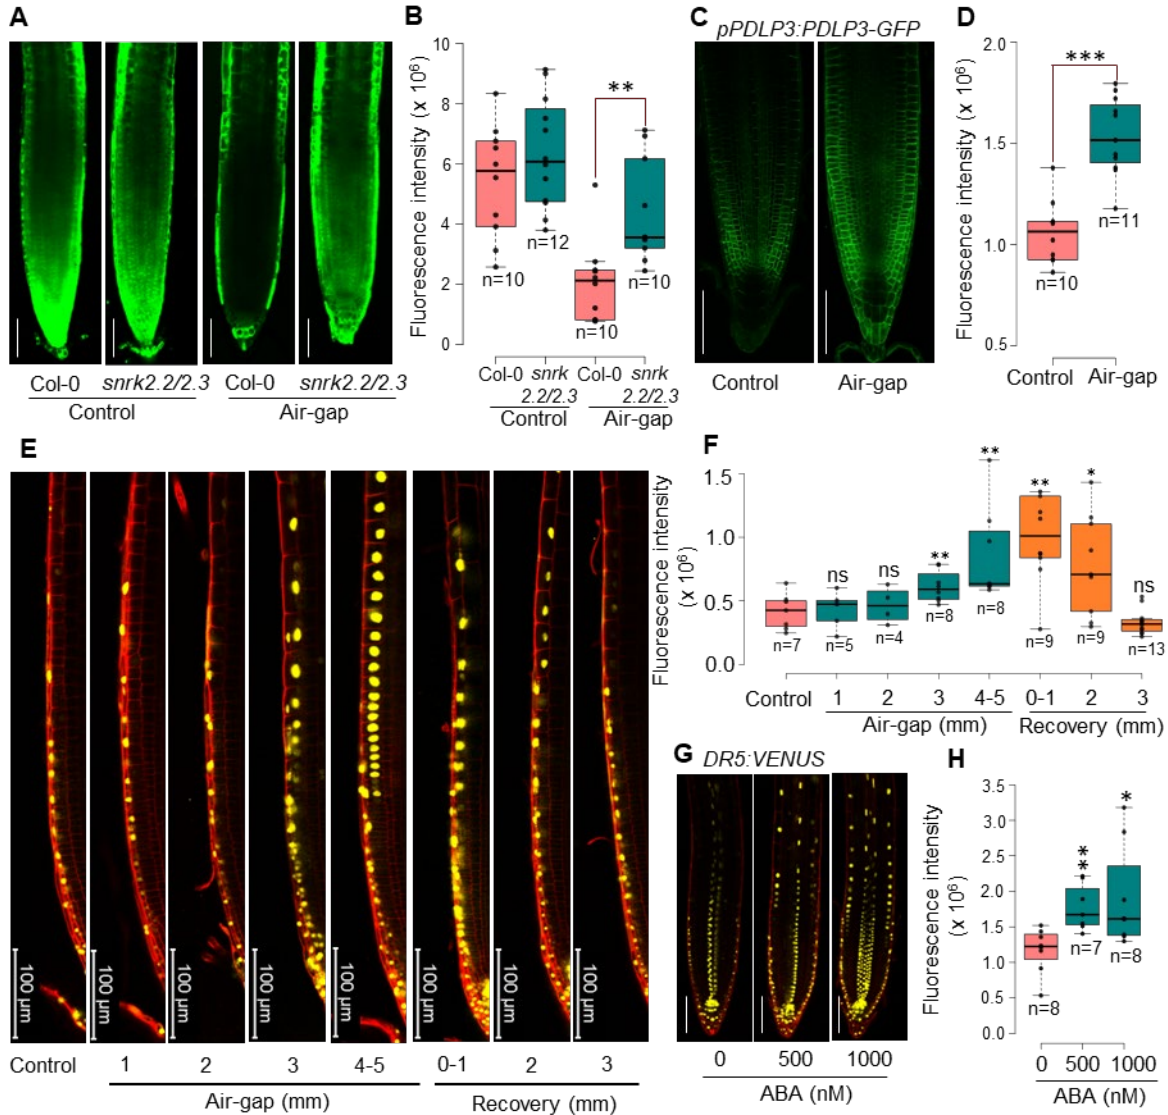 A
Col-0 snrk2.2/2.3 Col-0 snrk2.2/2.3
Control Air-gap
B
Fluorescence intensity (x 10⁶)
10
8
6
4
2
0
**
n=10
n=12
n=10
n=10
Col-0 snrk 2.2/2.3 Col-0 snrk 2.2/2.3
Control Air-gap
C
pPDLP3:PDLP3-GFP
Control Air-gap
D
Fluorescence intensity (x 10⁶)
2.0
1.5
1.0
0.5
***
n=10
n=11
Control Air-gap
E
100 µm 100 µm 100 µm 100 µm 100 µm 100 µm 100 µm 100 µm
Control 1 2 3 4-5 0-1 2 3
Air-gap (mm) Recovery (mm)
F
Fluorescence intensity
(x 10⁶)
1.5
1.0
0.5
0.0
ns ns ** ** ** * ns
n=7 n=5 n=4 n=8 n=8 n=9 n=9 n=13
Control 1 2 3 4-5 0-1 2 3
Air-gap (mm) Recovery (mm)
G
DR5:VENUS
0 500 1000
ABA (nM)
H
Fluorescence intensity
(x 10⁶)
3.5
3.0
2.5
2.0
1.5
1.0
0.5
0.0
** *
n=8 n=7 n=8
0 500 1000
ABA (nM)